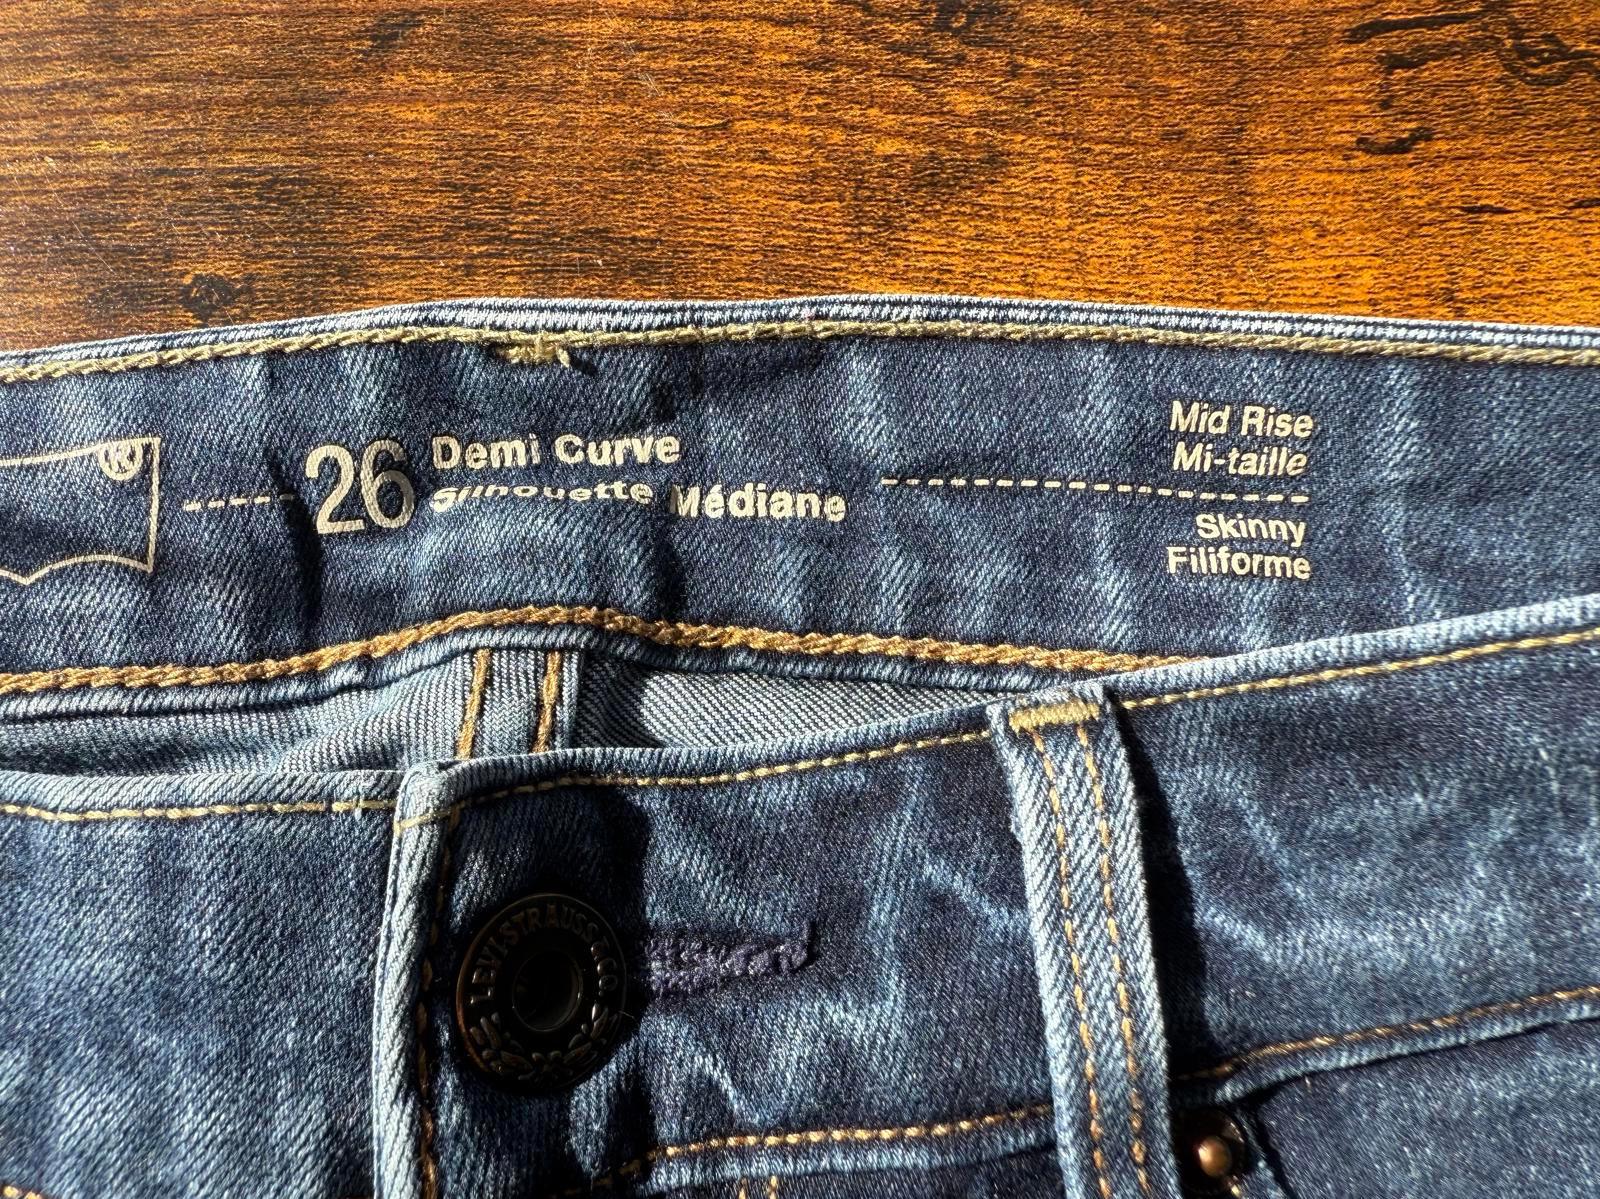 ®
26
Demi Curve
Silhouette Médiane
Mid Rise
Mi-taille
Skinny
Filiforme
LEVI STRAUSS & CO